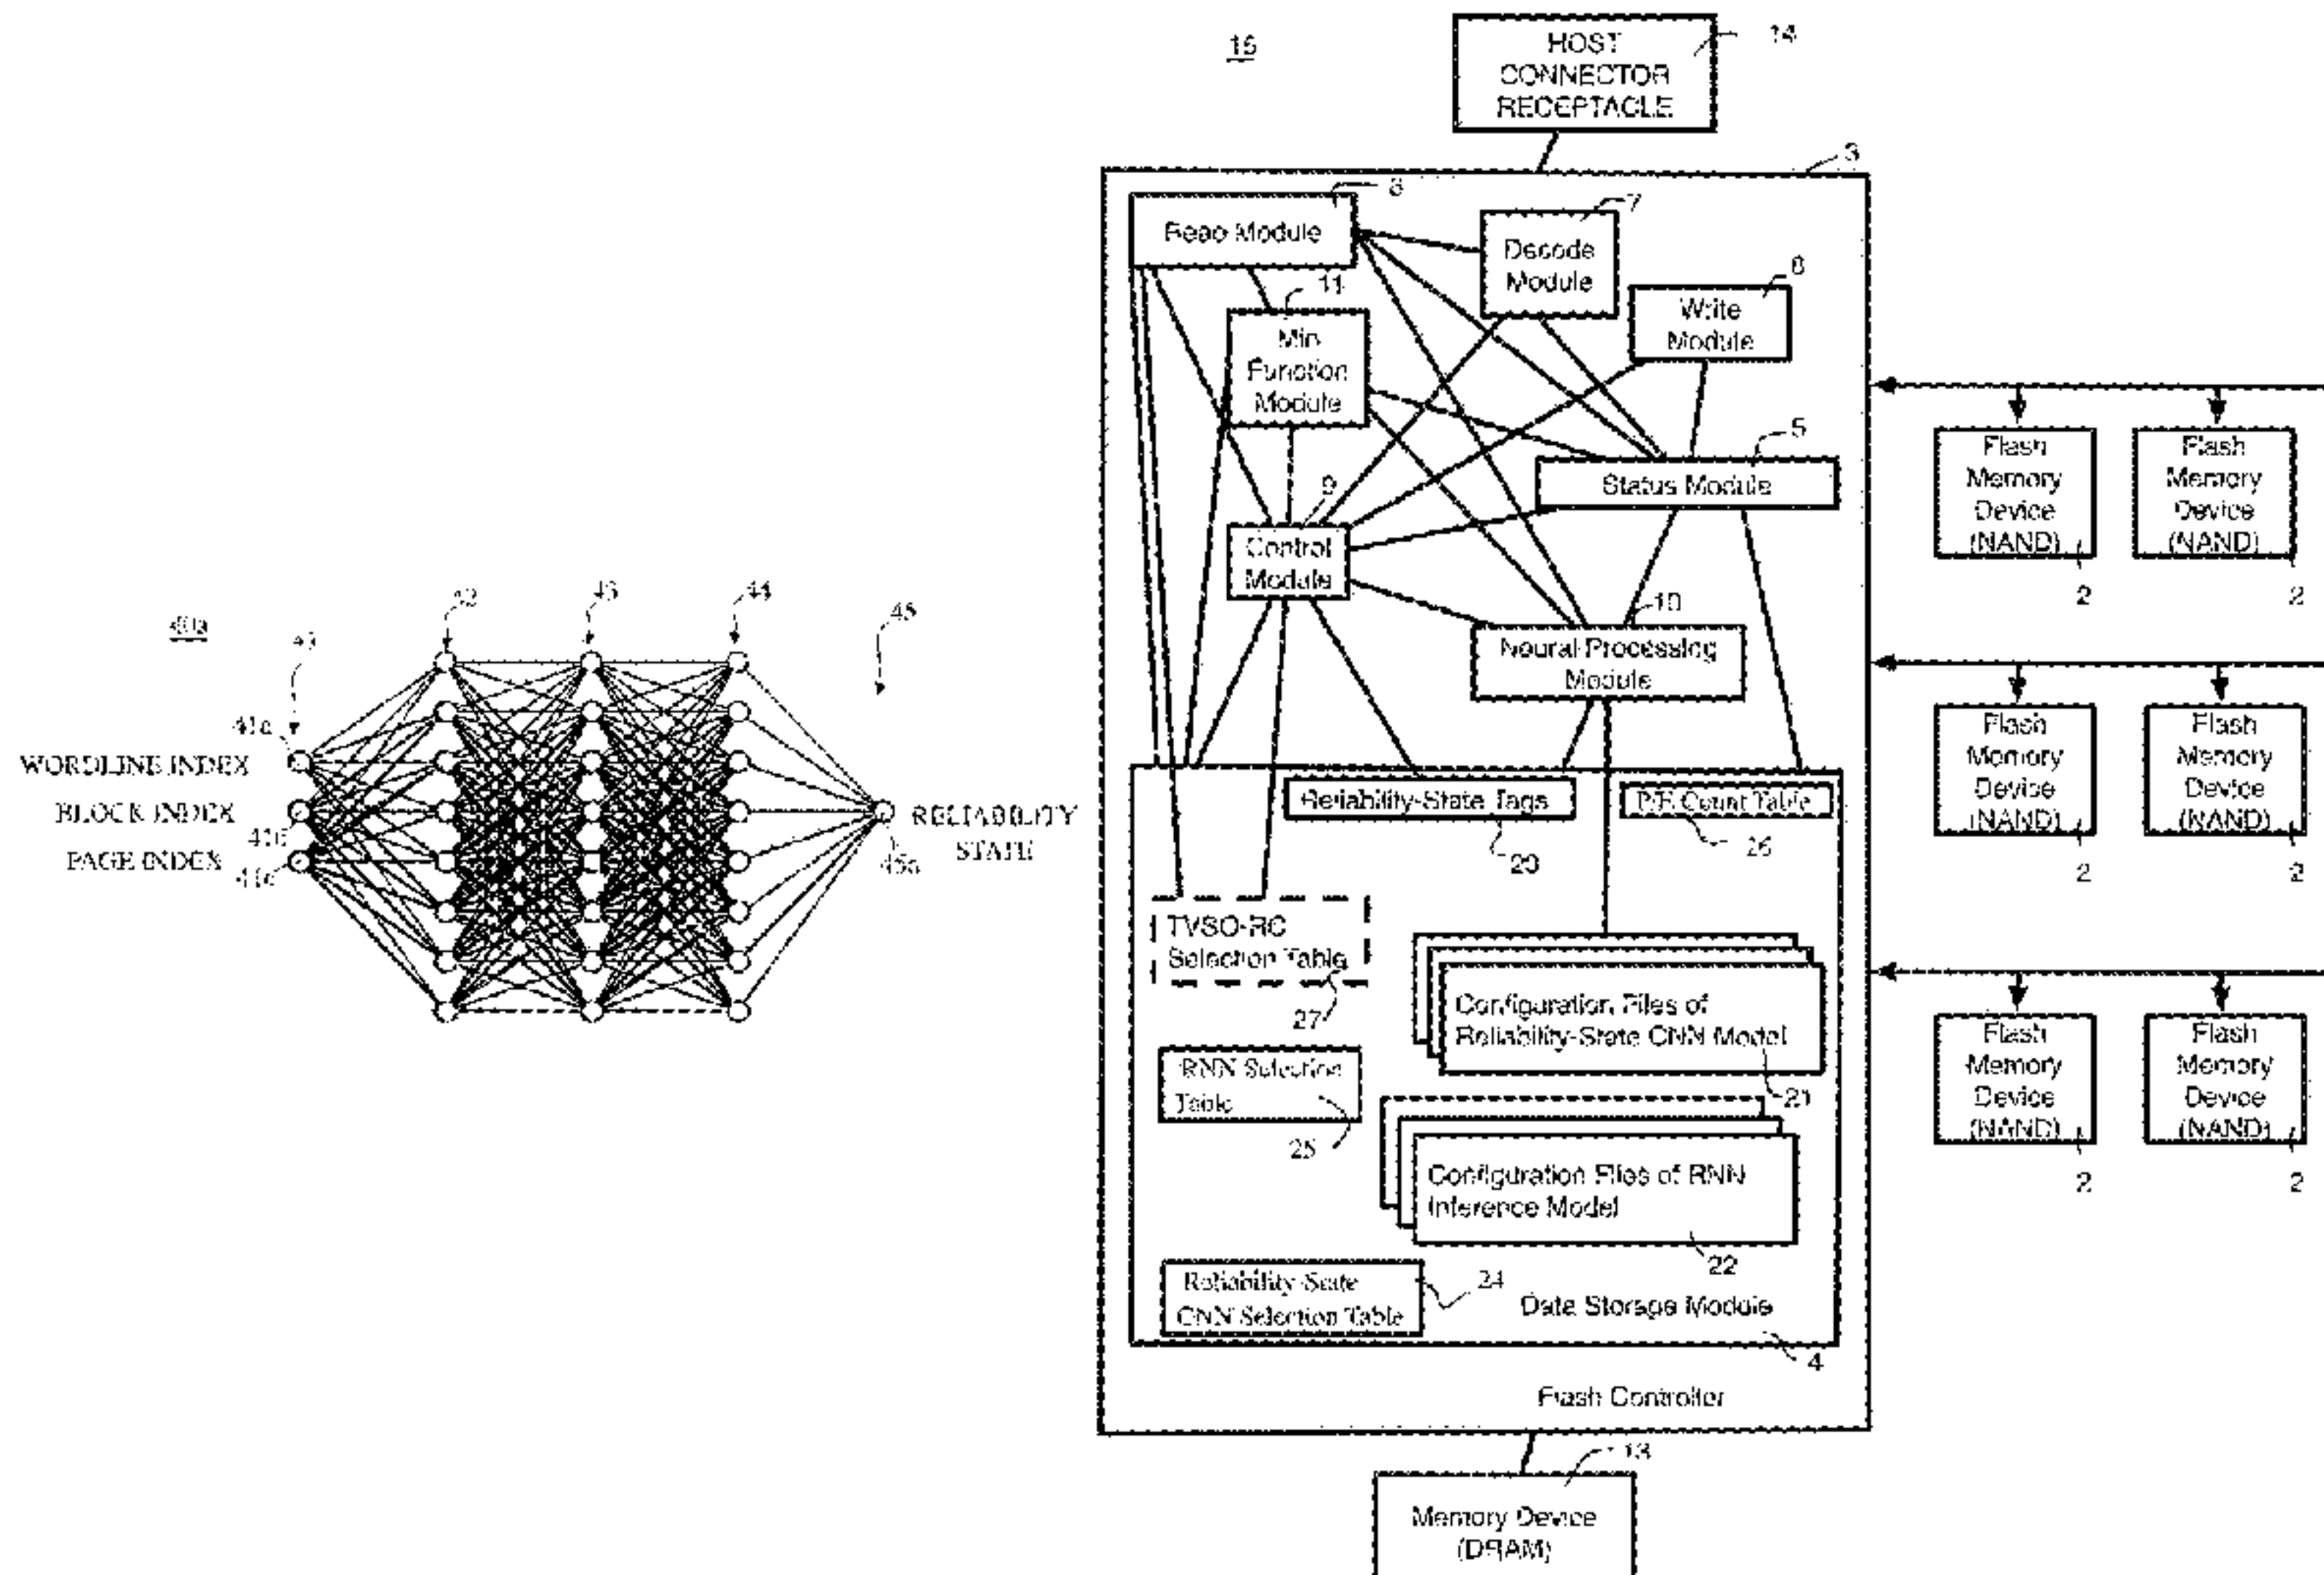 40a
42
43
44
45
41a
WORDLINE INDEX
BLOCK INDEX
PAGE INDEX
41c
RELIABILITY
STATE
45a
15
HOST
CONNECTOR
RECEPTACLE
14
3
Read Module
7
Decode
Module
11
Min
Function
Module
Write
Module
5
Status Module
9
Control
Module
10
Neural Processing
Module
Reliability-State Tags
P/E Count Table
26
TVSO-RC
Selection Table
27
Configuration Files of
Reliability-State CNN Model
21
RNN Selection
Table
25
Configuration Files of RNN
Inference Model
22
Reliability-State
CNN Selection Table
24
Data Storage Module
4
Flash Controller
13
Memory Device
(DRAM)
Flash
Memory
Device
(NAND)
2
Flash
Memory
Device
(NAND)
2
Flash
Memory
Device
(NAND)
2
Flash
Memory
Device
(NAND)
2
Flash
Memory
Device
(NAND)
2
Flash
Memory
Device
(NAND)
2